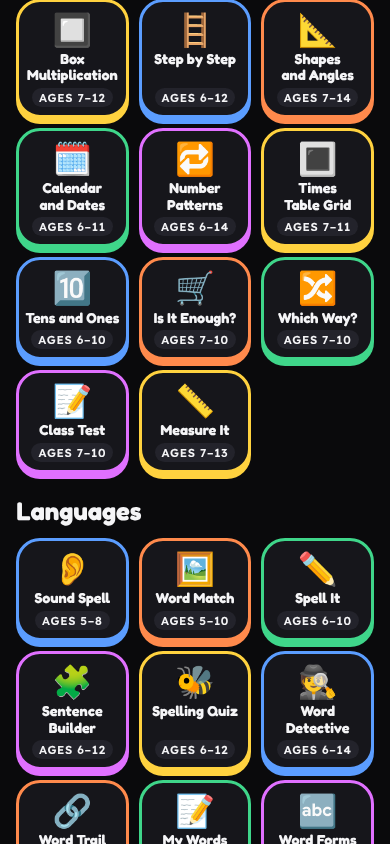 Box
Multiplication
AGES 7–12
Step by Step
AGES 6–12
Shapes
and Angles
AGES 7–14
Calendar
and Dates
AGES 6–11
Number
Patterns
AGES 6–14
Times
Table Grid
AGES 7–11
10
Tens and Ones
AGES 6–10
Is It Enough?
AGES 7–10
Which Way?
AGES 7–10
Class Test
AGES 7–10
Measure It
AGES 7–13
Languages
Sound Spell
AGES 5–8
Word Match
AGES 5–10
Spell It
AGES 6–10
Sentence
Builder
AGES 6–12
Spelling Quiz
AGES 6–12
Word
Detective
AGES 6–14
Word Trail
My Words
abc
Word Forms